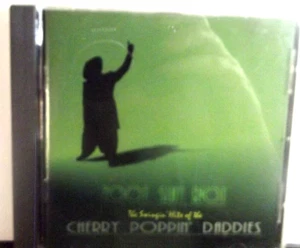 ZOOT SUIT RIOT
The Swingin' Hits of the
CHERRY POPPIN' DADDIES